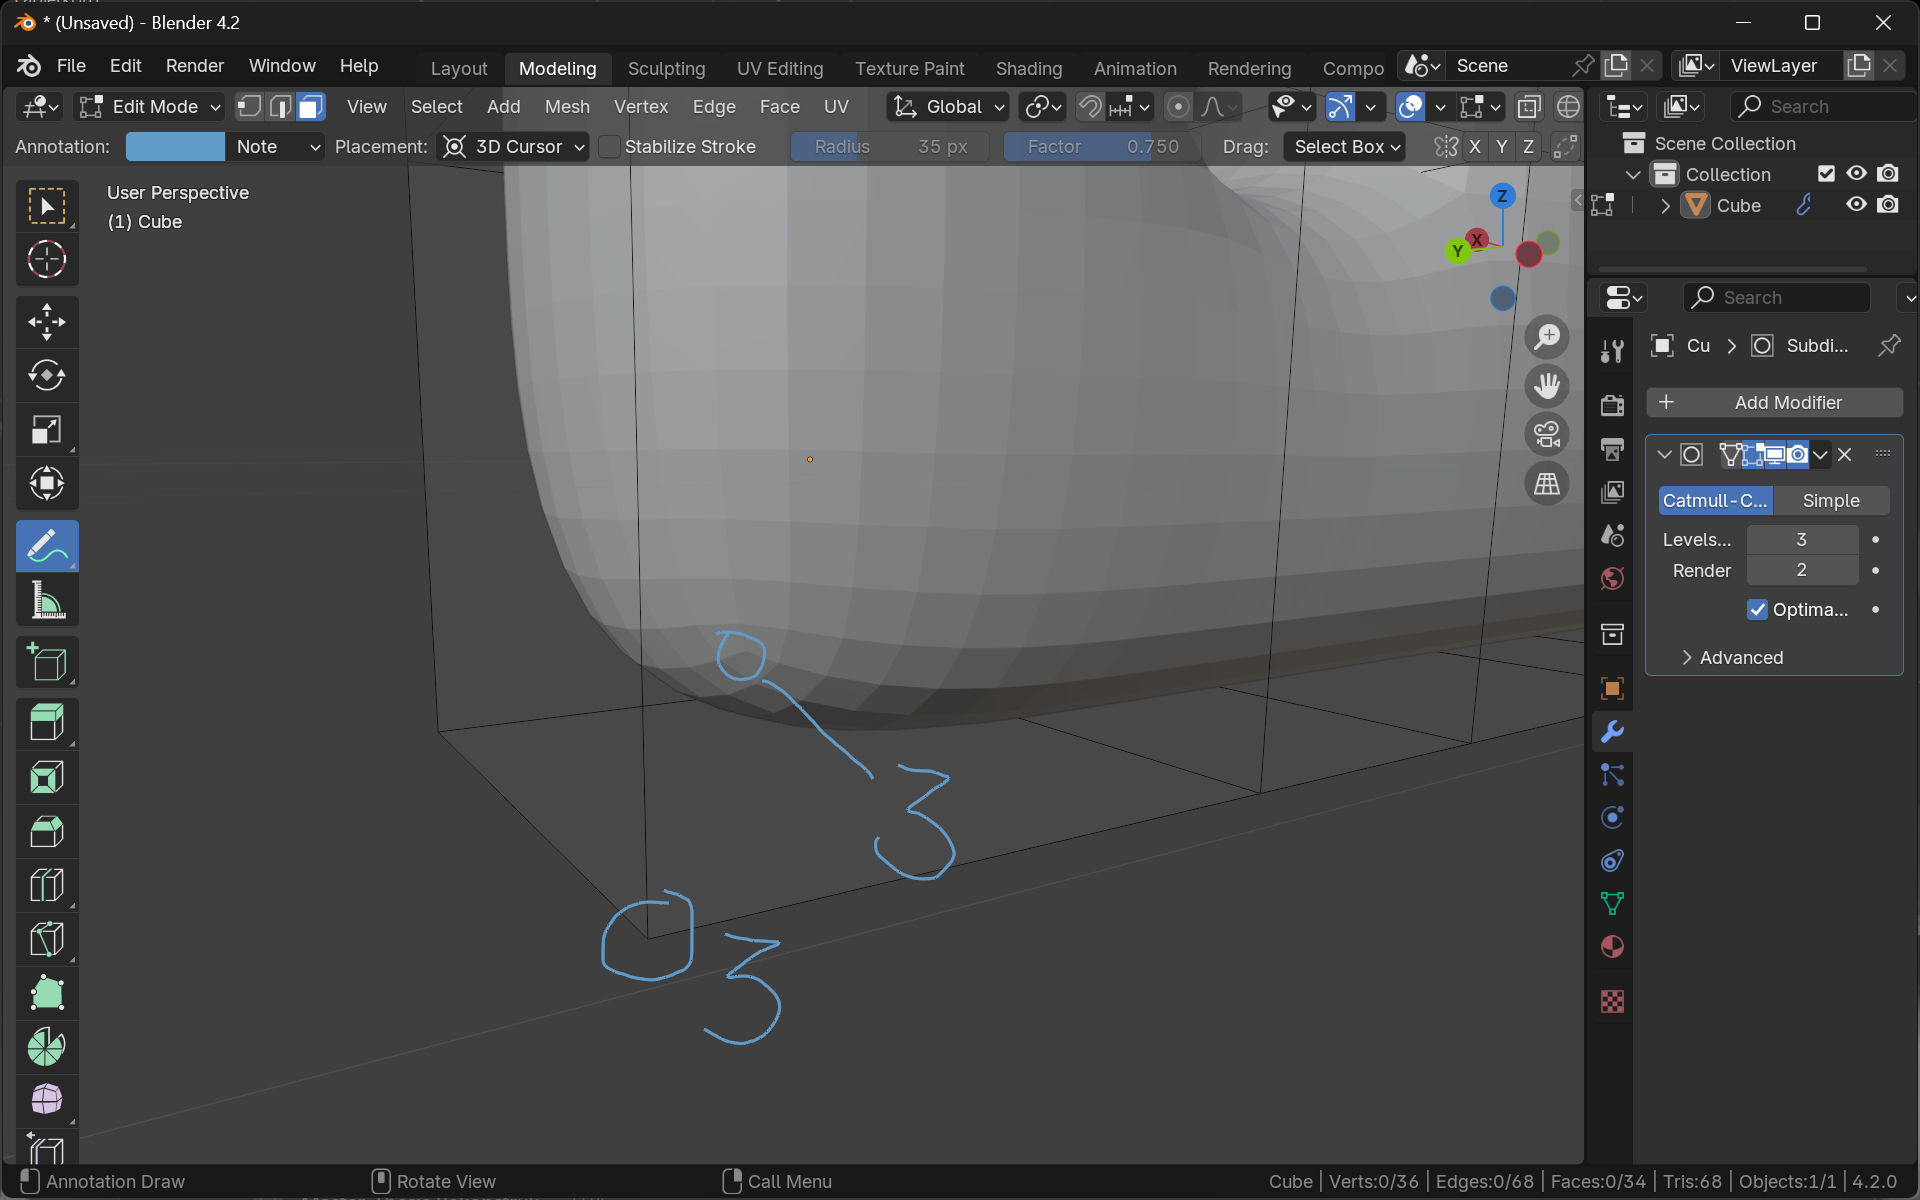 * (Unsaved) - Blender 4.2
File Edit Render Window Help Layout Modeling Sculpting UV Editing Texture Paint Shading Animation Rendering Compo Scene ViewLayer
Edit Mode View Select Add Mesh Vertex Edge Face UV Global Search
Annotation: Note Placement: 3D Cursor Stabilize Stroke Radius 35 px Factor 0.750 Drag: Select Box X Y Z
Scene Collection
Collection
Cube
User Perspective
(1) Cube
Z
X
Y
Search
Cu > Subdi...
+ Add Modifier
Catmull-C... Simple
Levels... 3
Render 2
Optima...
Advanced
3
3
Annotation Draw Rotate View Call Menu Cube | Verts:0/36 | Edges:0/68 | Faces:0/34 | Tris:68 | Objects:1/1 | 4.2.0